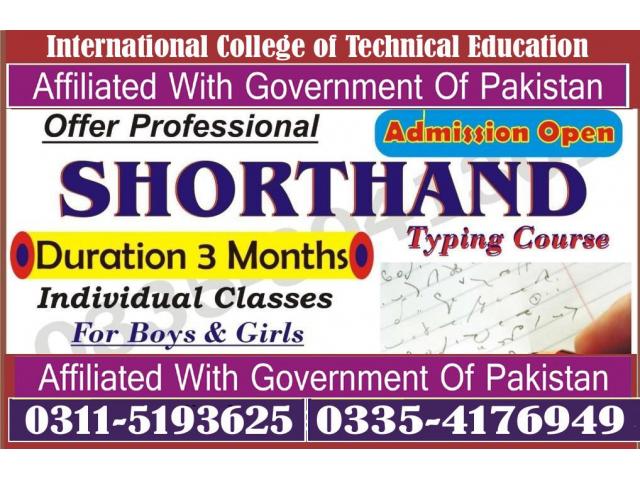 International College of Technical Education
Affiliated With Government Of Pakistan
Offer Professional
Admission Open
SHORTHAND
Typing Course
Duration 3 Months
Individual Classes
For Boys & Girls
Affiliated With Government Of Pakistan
0311-5193625 0335-4176949